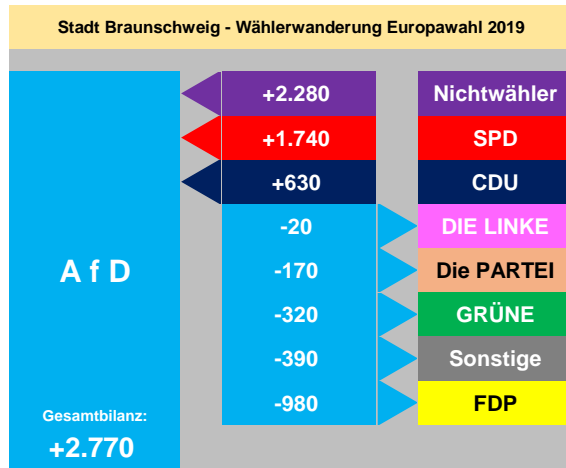 Stadt Braunschweig - Wählerwanderung Europawahl 2019
+2.280 Nichtwähler
+1.740 SPD
+630 CDU
-20 DIE LINKE
A f D -170 Die PARTEI
-320 GRÜNE
-390 Sonstige
-980 FDP
Gesamtbilanz:
+2.770